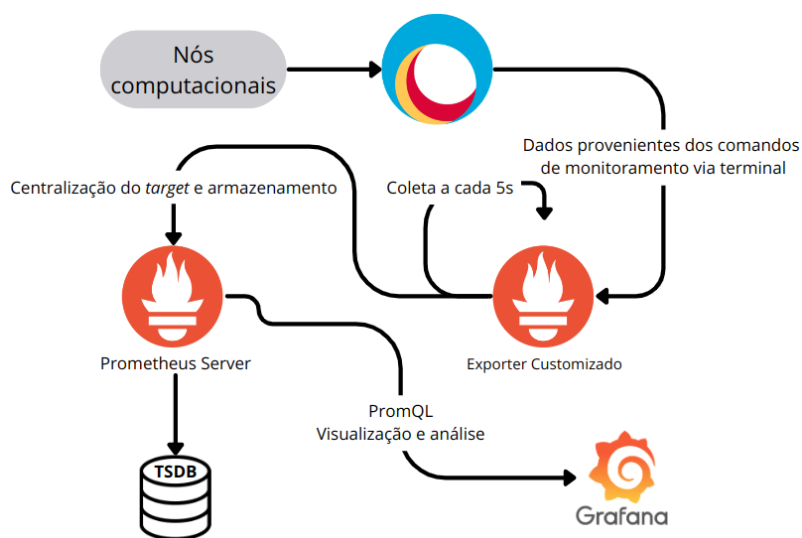 Nós
computacionais
Dados provenientes dos comandos
de monitoramento via terminal
Centralização do target e armazenamento
Coleta a cada 5s
Prometheus Server
Exporter Customizado
PromQL
Visualização e análise
TSDB
Grafana